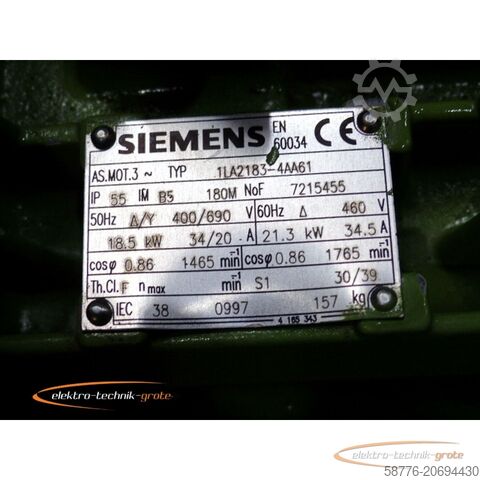 SIEMENS EN 60034 CE
AS.MOT.3 ~ TYP 1LA2183-4AA61
IP 55 IM B5 180M NoF 7215455
50Hz Δ/Y 400/690 V 60Hz Δ 460 V
18.5 kW 34/20 A 21.3 kW 34.5 A
cosφ 0.86 1465 min-1 cosφ 0.86 1765 min-1
Th.Cl.F n max min-1 S1 30/39
IEC 38 0997 157 kg
4 165 343
elektro-technik-grote
elektro-technik-grote
58776-20694430